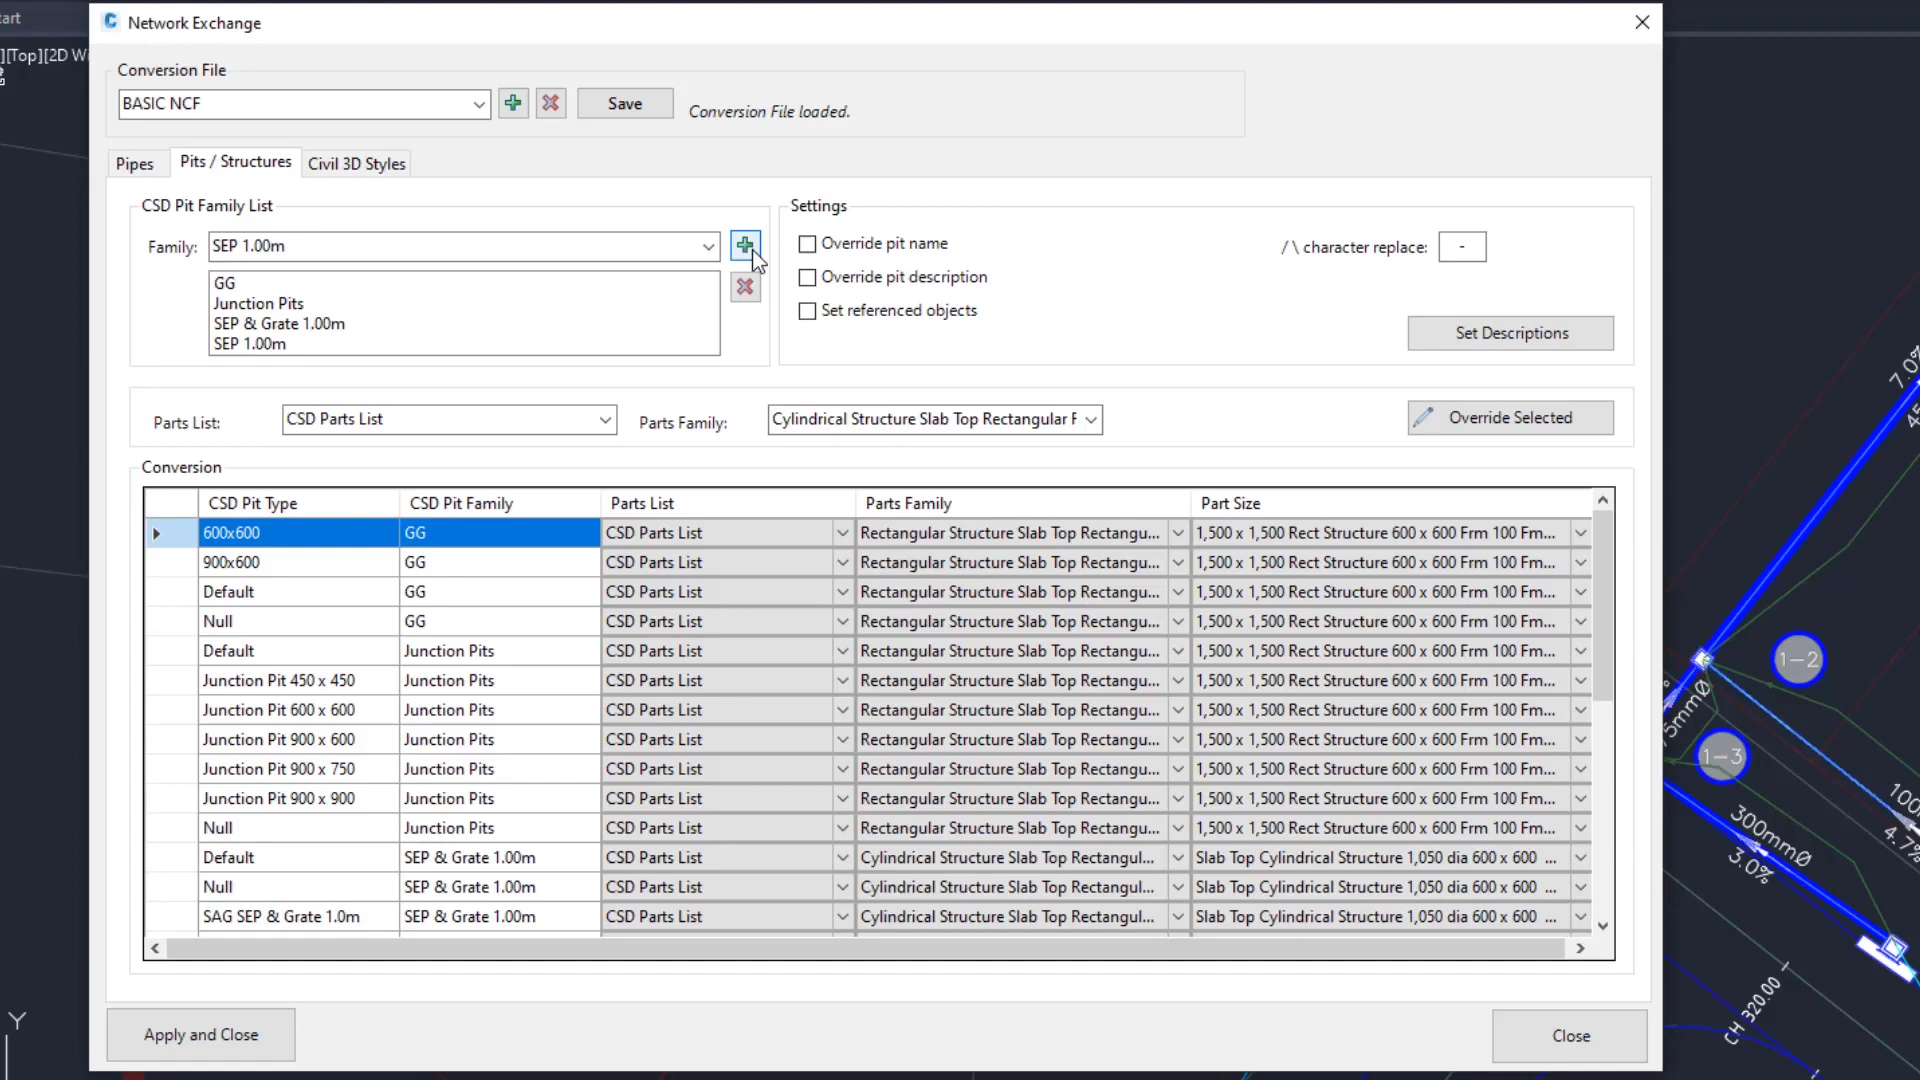 tart
][Top][2D Wi
Network Exchange
Conversion File
BASIC NCF
Save
Conversion File loaded.
Pipes
Pits / Structures
Civil 3D Styles
CSD Pit Family List
Family:
SEP 1.00m
GG
Junction Pits
SEP & Grate 1.00m
SEP 1.00m
Settings
Override pit name
Override pit description
Set referenced objects
/ \ character replace:
-
Set Descriptions
Parts List:
CSD Parts List
Parts Family:
Cylindrical Structure Slab Top Rectangular F
Override Selected
Conversion
CSD Pit Type CSD Pit Family Parts List Parts Family Part Size
600x600 GG CSD Parts List Rectangular Structure Slab Top Rectangu... 1,500 x 1,500 Rect Structure 600 x 600 Frm 100 Fm...
900x600 GG CSD Parts List Rectangular Structure Slab Top Rectangu... 1,500 x 1,500 Rect Structure 600 x 600 Frm 100 Fm...
Default GG CSD Parts List Rectangular Structure Slab Top Rectangu... 1,500 x 1,500 Rect Structure 600 x 600 Frm 100 Fm...
Null GG CSD Parts List Rectangular Structure Slab Top Rectangu... 1,500 x 1,500 Rect Structure 600 x 600 Frm 100 Fm...
Default Junction Pits CSD Parts List Rectangular Structure Slab Top Rectangu... 1,500 x 1,500 Rect Structure 600 x 600 Frm 100 Fm...
Junction Pit 450 x 450 Junction Pits CSD Parts List Rectangular Structure Slab Top Rectangu... 1,500 x 1,500 Rect Structure 600 x 600 Frm 100 Fm...
Junction Pit 600 x 600 Junction Pits CSD Parts List Rectangular Structure Slab Top Rectangu... 1,500 x 1,500 Rect Structure 600 x 600 Frm 100 Fm...
Junction Pit 900 x 600 Junction Pits CSD Parts List Rectangular Structure Slab Top Rectangu... 1,500 x 1,500 Rect Structure 600 x 600 Frm 100 Fm...
Junction Pit 900 x 750 Junction Pits CSD Parts List Rectangular Structure Slab Top Rectangu... 1,500 x 1,500 Rect Structure 600 x 600 Frm 100 Fm...
Junction Pit 900 x 900 Junction Pits CSD Parts List Rectangular Structure Slab Top Rectangu... 1,500 x 1,500 Rect Structure 600 x 600 Frm 100 Fm...
Null Junction Pits CSD Parts List Rectangular Structure Slab Top Rectangu... 1,500 x 1,500 Rect Structure 600 x 600 Frm 100 Fm...
Default SEP & Grate 1.00m CSD Parts List Cylindrical Structure Slab Top Rectangul... Slab Top Cylindrical Structure 1,050 dia 600 x 600 ...
Null SEP & Grate 1.00m CSD Parts List Cylindrical Structure Slab Top Rectangul... Slab Top Cylindrical Structure 1,050 dia 600 x 600 ...
SAG SEP & Grate 1.0m SEP & Grate 1.00m CSD Parts List Cylindrical Structure Slab Top Rectangul... Slab Top Cylindrical Structure 1,050 dia 600 x 600 ...
Apply and Close
Close
7.0%
45
1-2
5mmØ
1-3
300mmØ
3.0%
100
4.7%
CH 320.00
Y